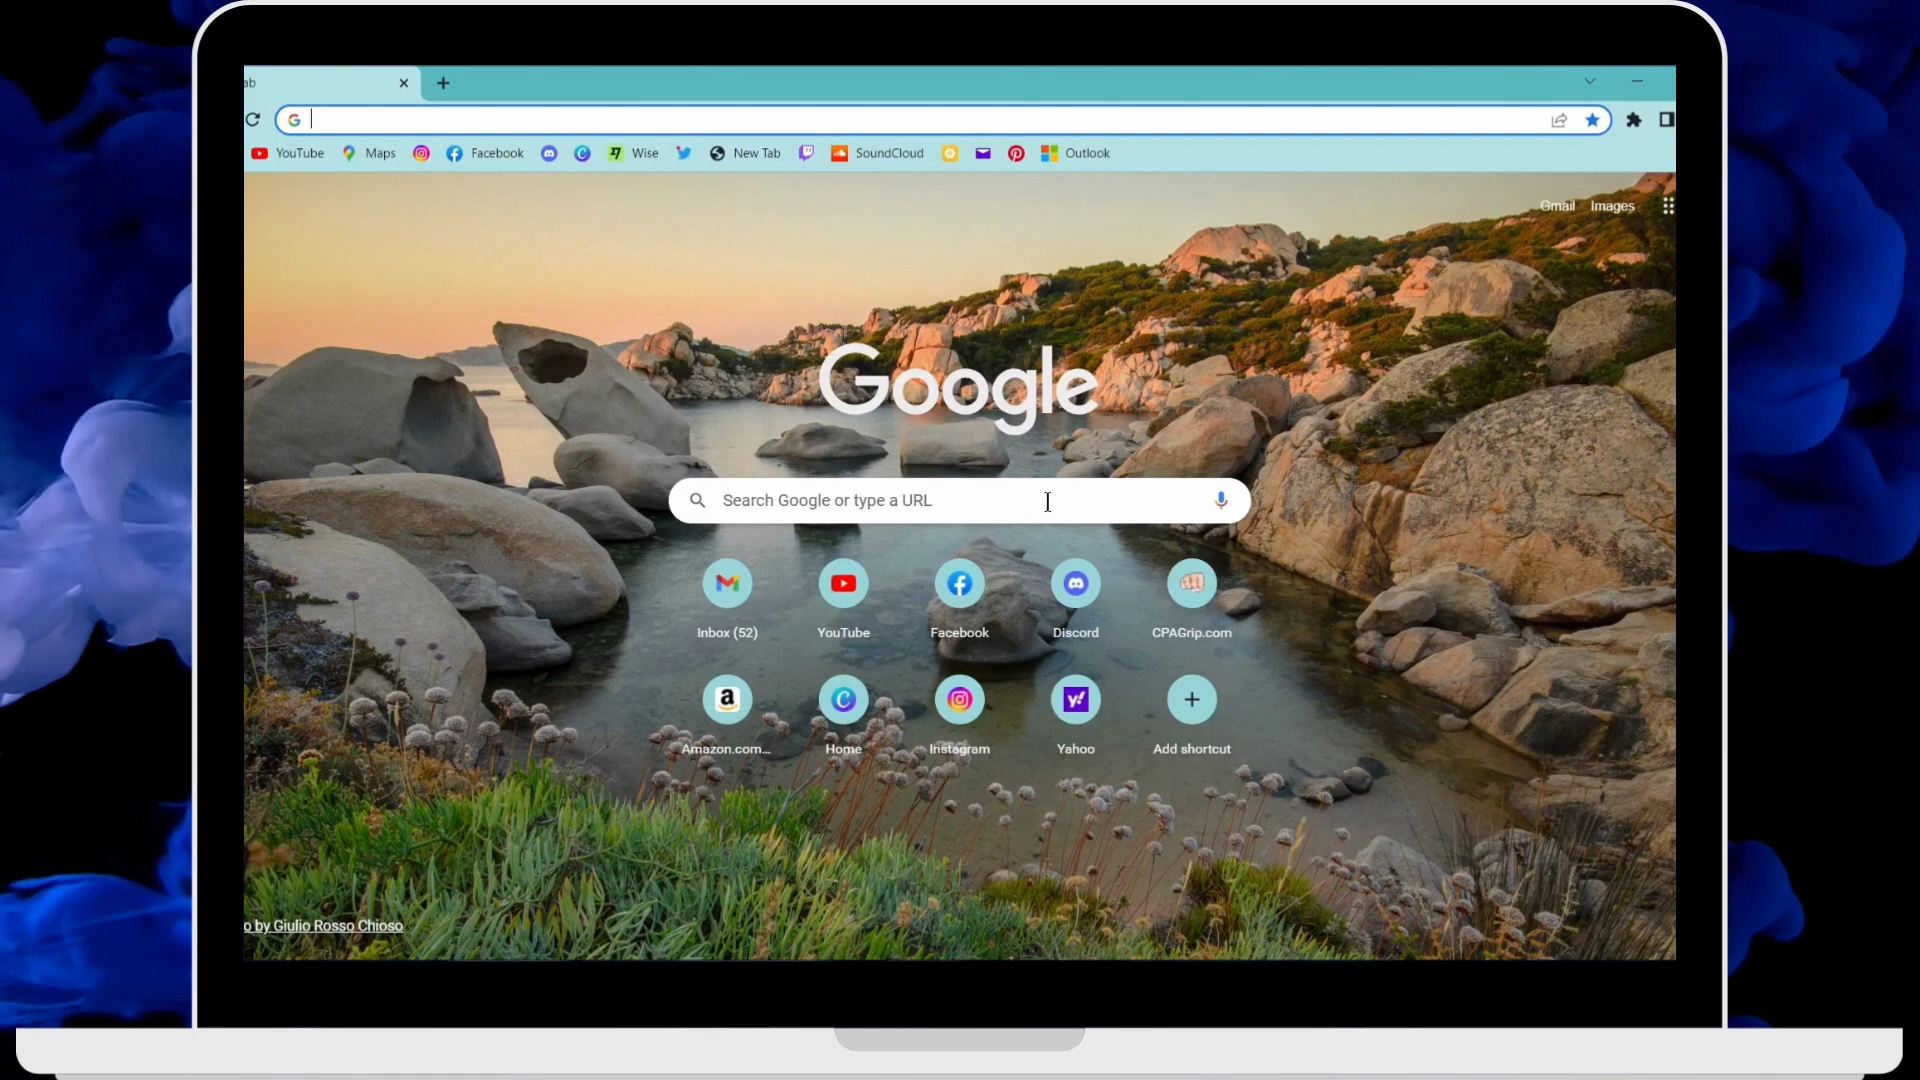 ab
YouTube Maps Facebook Wise New Tab SoundCloud Outlook
Gmail Images
Google
Search Google or type a URL
Inbox (52) YouTube Facebook Discord CPAGrip.com
a
y!
Amazon.com... Home Instagram Yahoo Add shortcut
o by Giulio Rosso Chioso